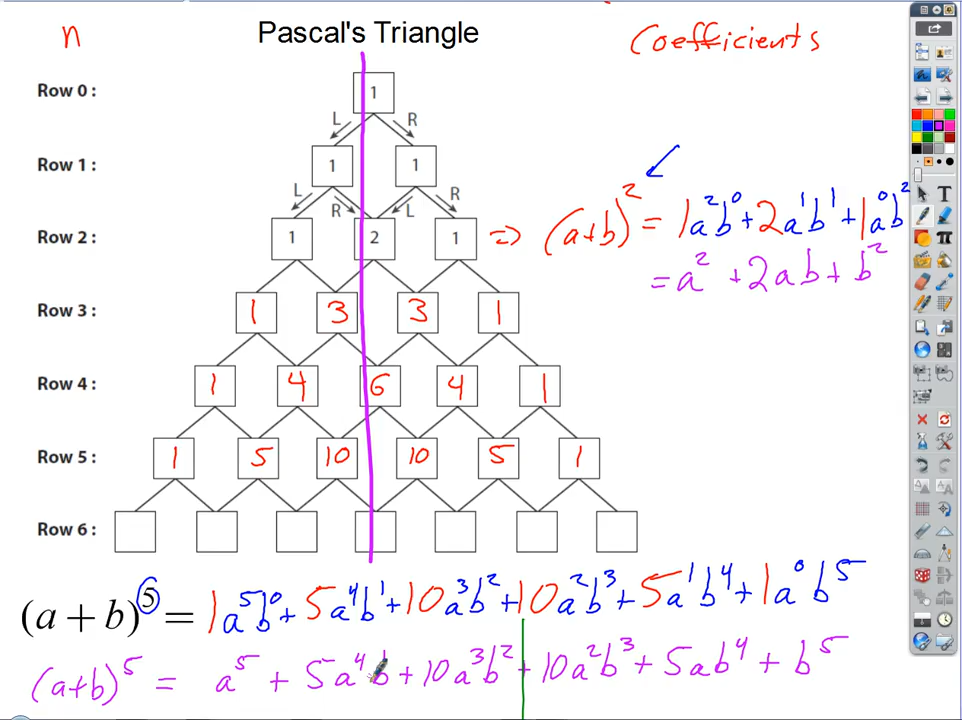 n Pascal's Triangle Coefficients
Row 0 : 1
L R
Row 1 : 1 1
L R L R
Row 2 : 1 2 1 => (a+b)² = 1a²b⁰+2a¹b¹+1a⁰b²
=a²+2ab+b²
Row 3 : 1 3 3 1
Row 4 : 1 4 6 4 1
Row 5 : 1 5 10 10 5 1
Row 6 :
(a + b)⁵ = 1a⁵b⁰+5a⁴b¹+10a³b²+10a²b³+5a¹b⁴+1a⁰b⁵
(a+b)⁵ = a⁵+5a⁴b+10a³b²+10a²b³+5ab⁴+b⁵